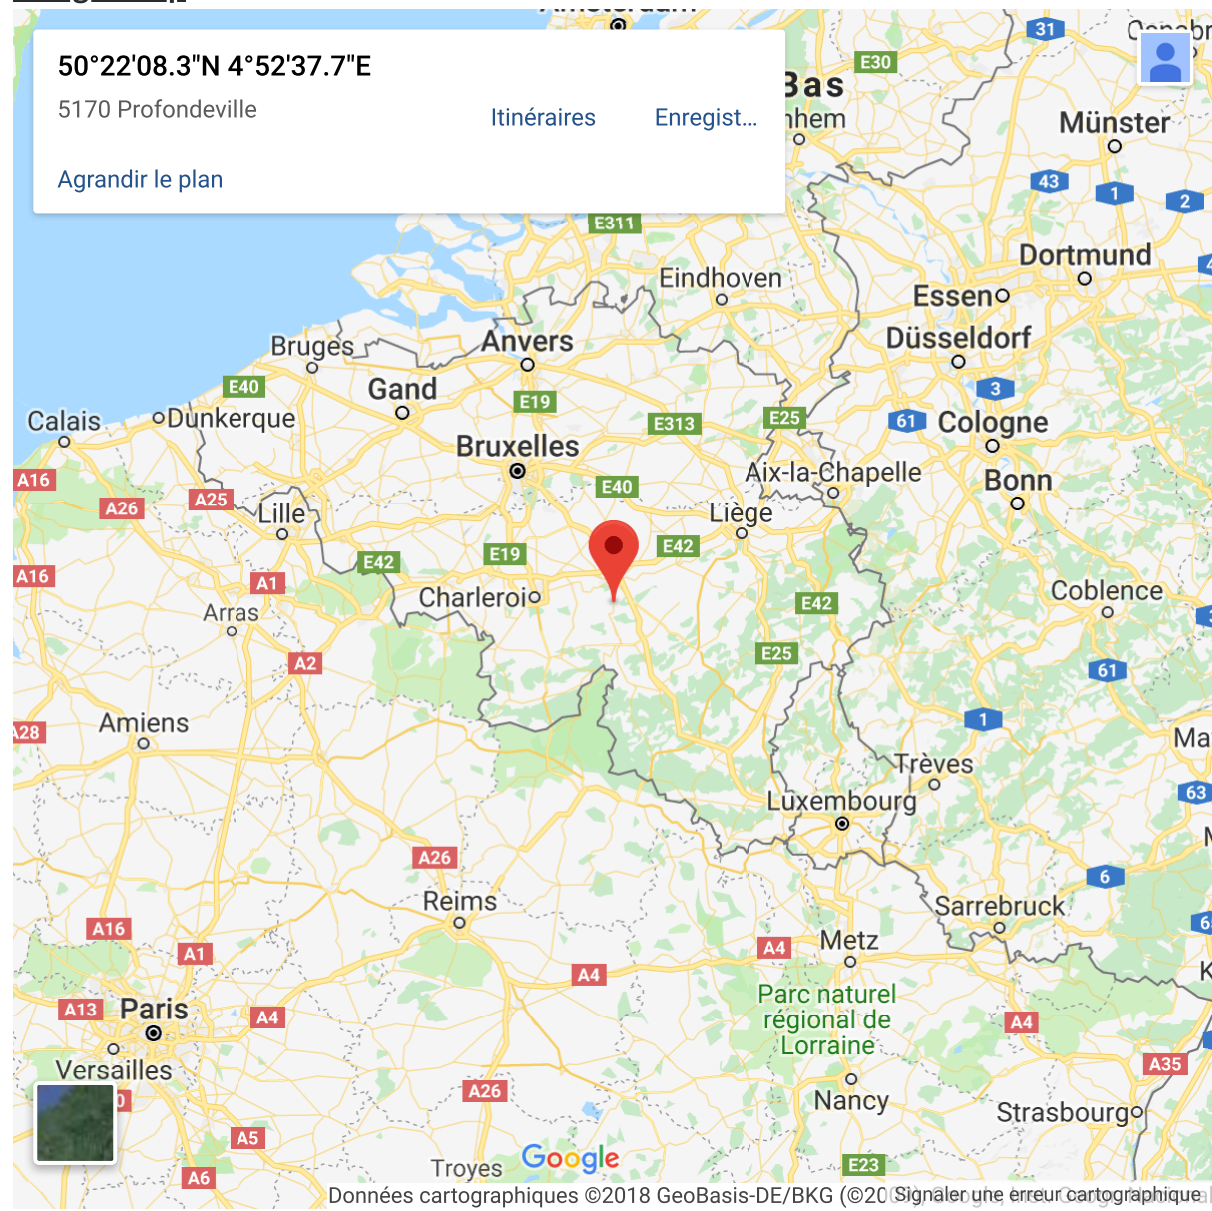 50°22'08.3"N 4°52'37.7"E
5170 Profondeville
Itinéraires
Enregist...
Agrandir le plan
31
E30
Bas
Münster
43
1
2
E311
Dortmund
Eindhoven
Essen
Anvers
Düsseldorf
Bruges
E40
Gand
3
E19
Calais
Dunkerque
E313
E25
61
Cologne
Bruxelles
A16
Aix-la-Chapelle
Bonn
E40
A25
A26
Lille
Liège
E19
E42
E42
A16
A1
Charleroi
Coblence
Arras
E42
E25
A2
61
Amiens
1
A28
Trèves
63
Luxembourg
A26
6
Reims
Sarrebruck
A16
Metz
A1
A4
A4
Parc naturel
régional de
Lorraine
Paris
A13
A4
A4
Versailles
A35
A26
Nancy
Strasbourg
A5
Google
E23
Troyes
A6
Données cartographiques ©2018 GeoBasis-DE/BKG (©20
Signaler une erreur cartographique